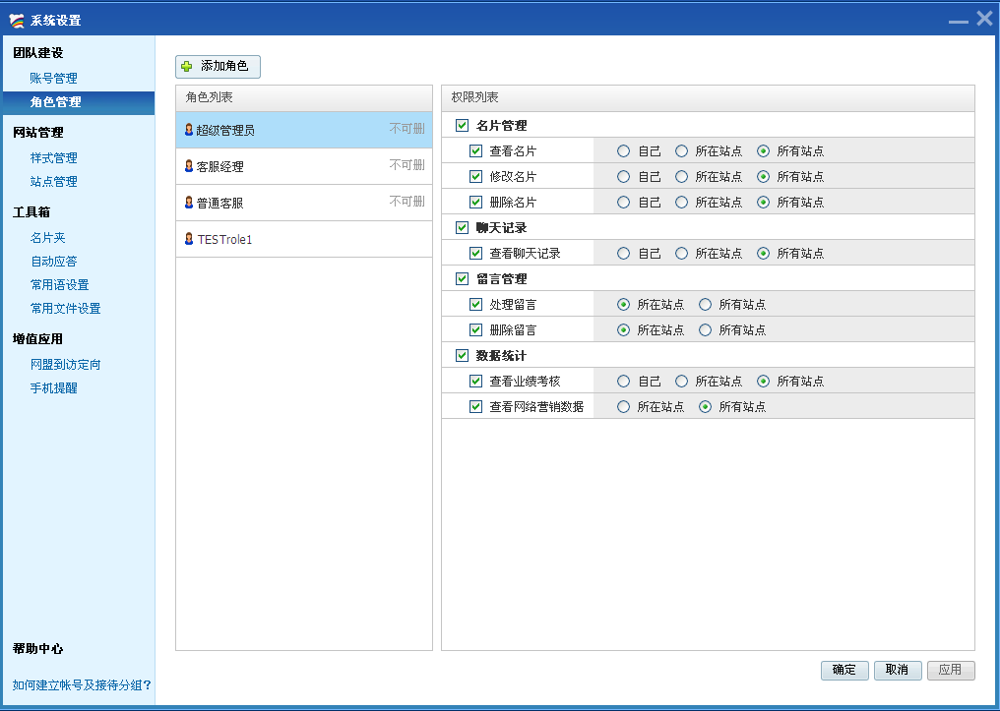 系统设置
团队建设
账号管理
角色管理
网站管理
样式管理
站点管理
工具箱
名片夹
自动应答
常用语设置
常用文件设置
增值应用
网盟到访定向
手机提醒
帮助中心
如何建立帐号及接待分组?
添加角色
角色列表
超级管理员 不可删
客服经理 不可删
普通客服 不可删
TESTrole1
权限列表
名片管理
查看名片 自己 所在站点 所有站点
修改名片 自己 所在站点 所有站点
删除名片 自己 所在站点 所有站点
聊天记录
查看聊天记录 自己 所在站点 所有站点
留言管理
处理留言 所在站点 所有站点
删除留言 所在站点 所有站点
数据统计
查看业绩考核 自己 所在站点 所有站点
查看网络营销数据 所在站点 所有站点
确定 取消 应用